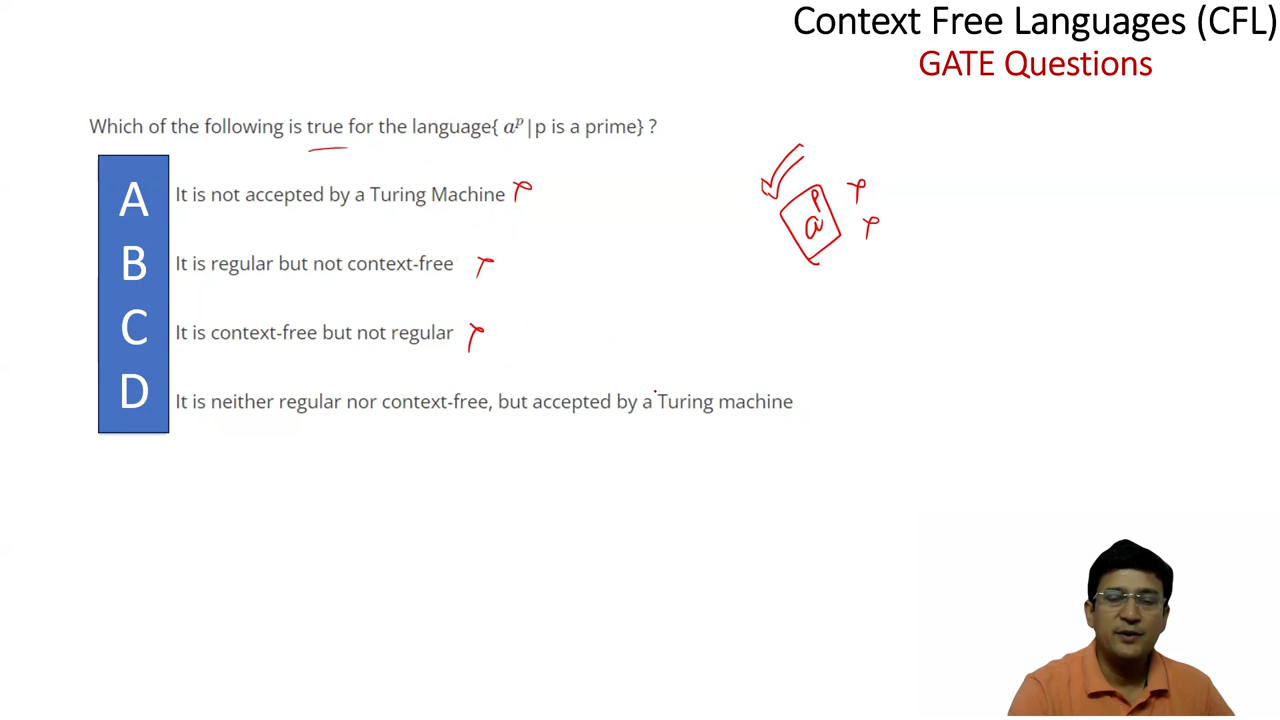 Context Free Languages (CFL)
GATE Questions
Which of the following is true for the language{ aᵖ |p is a prime} ?
A It is not accepted by a Turing Machine
B It is regular but not context-free
C It is context-free but not regular
D It is neither regular nor context-free, but accepted by a Turing machine
aᵖ